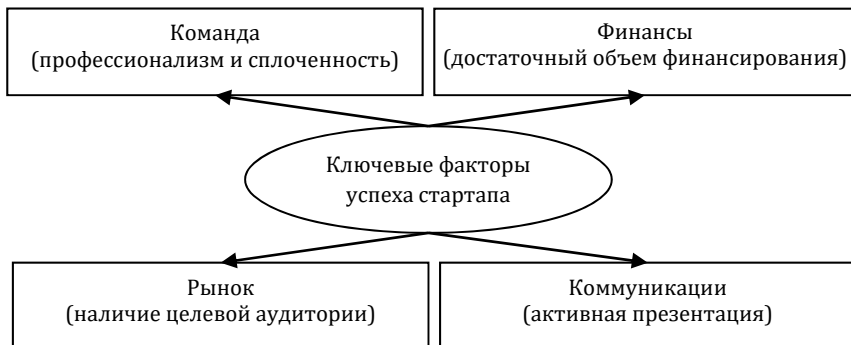 Команда
(профессионализм и сплоченность)
Финансы
(достаточный объем финансирования)
Ключевые факторы
успеха стартапа
Рынок
(наличие целевой аудитории)
Коммуникации
(активная презентация)